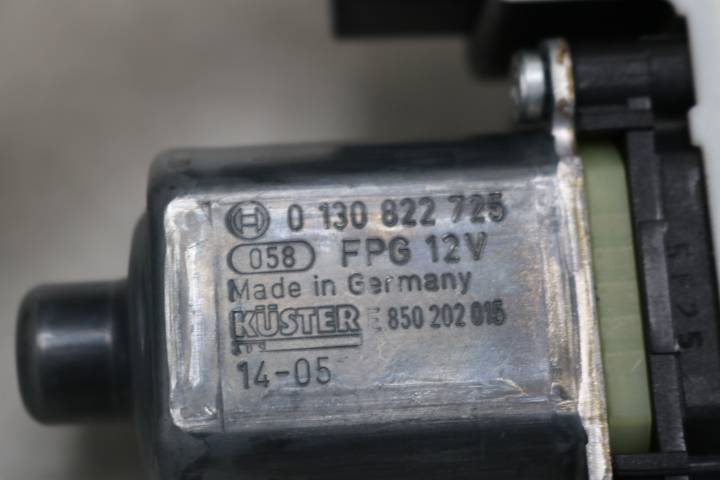 0 130 822 725
058 FPG 12V
Made in Germany
KÜSTER E 850 202 015
14-05